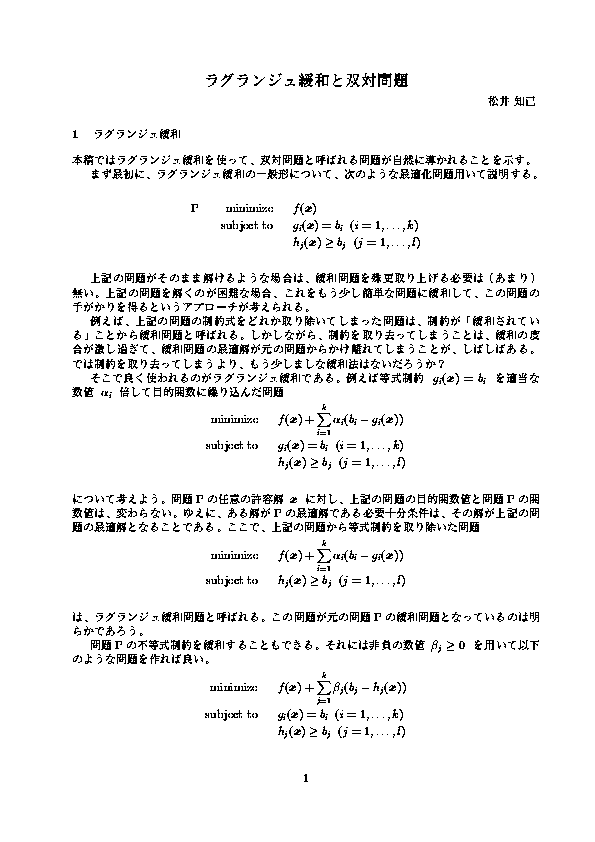 ラグランジュ緩和と双対問題
松井 知己
1 ラグランジュ緩和
本稿ではラグランジュ緩和を使って、双対問題と呼ばれる問題が自然に導かれることを示す。
まず最初に、ラグランジュ緩和の一般形について、次のような最適化問題用いて説明する。
P minimize f(x)
subject to g_i(x) = b_i (i = 1, . . . , k)
h_j(x) ≥ b_j (j = 1, . . . , l)
上記の問題がそのまま解けるような場合は、緩和問題を殊更取り上げる必要は（あまり）
無い。上記の問題を解くのが困難な場合、これをもう少し簡単な問題に緩和して、この問題の
手がかりを得るというアプローチが考えられる。
例えば、上記の問題の制約式をどれか取り除いてしまった問題は、制約が「緩和されてい
る」ことから緩和問題と呼ばれる。しかしながら、制約を取り去ってしまうことは、緩和の度
合が激し過ぎて、緩和問題の最適解が元の問題からかけ離れてしまうことが、しばしばある。
では制約を取り去ってしまうより、もう少しましな緩和法はないだろうか？
そこで良く使われるのがラグランジュ緩和である。例えば等式制約 g_i(x) = b_i を適当な
数値 α_i 倍して目的関数に繰り込んだ問題
minimize f(x) + ∑_{i=1}^{k} α_i(b_i − g_i(x))
subject to g_i(x) = b_i (i = 1, . . . , k)
h_j(x) ≥ b_j (j = 1, . . . , l)
について考えよう。問題 P の任意の許容解 x に対し、上記の問題の目的関数値と問題 P の関
数値は、変わらない。ゆえに、ある解が P の最適解である必要十分条件は、その解が上記の問
題の最適解となることである。ここで、上記の問題から等式制約を取り除いた問題
minimize f(x) + ∑_{i=1}^{k} α_i(b_i − g_i(x))
subject to h_j(x) ≥ b_j (j = 1, . . . , l)
は、ラグランジュ緩和問題と呼ばれる。この問題が元の問題 P の緩和問題となっているのは明
らかであろう。
問題 P の不等式制約を緩和することもできる。それには非負の数値 β_j ≥ 0 を用いて以下
のような問題を作れば良い。
minimize f(x) + ∑_{j=1}^{k} β_j(b_j − h_j(x))
subject to g_i(x) = b_i (i = 1, . . . , k)
h_j(x) ≥ b_j (j = 1, . . . , l)
1